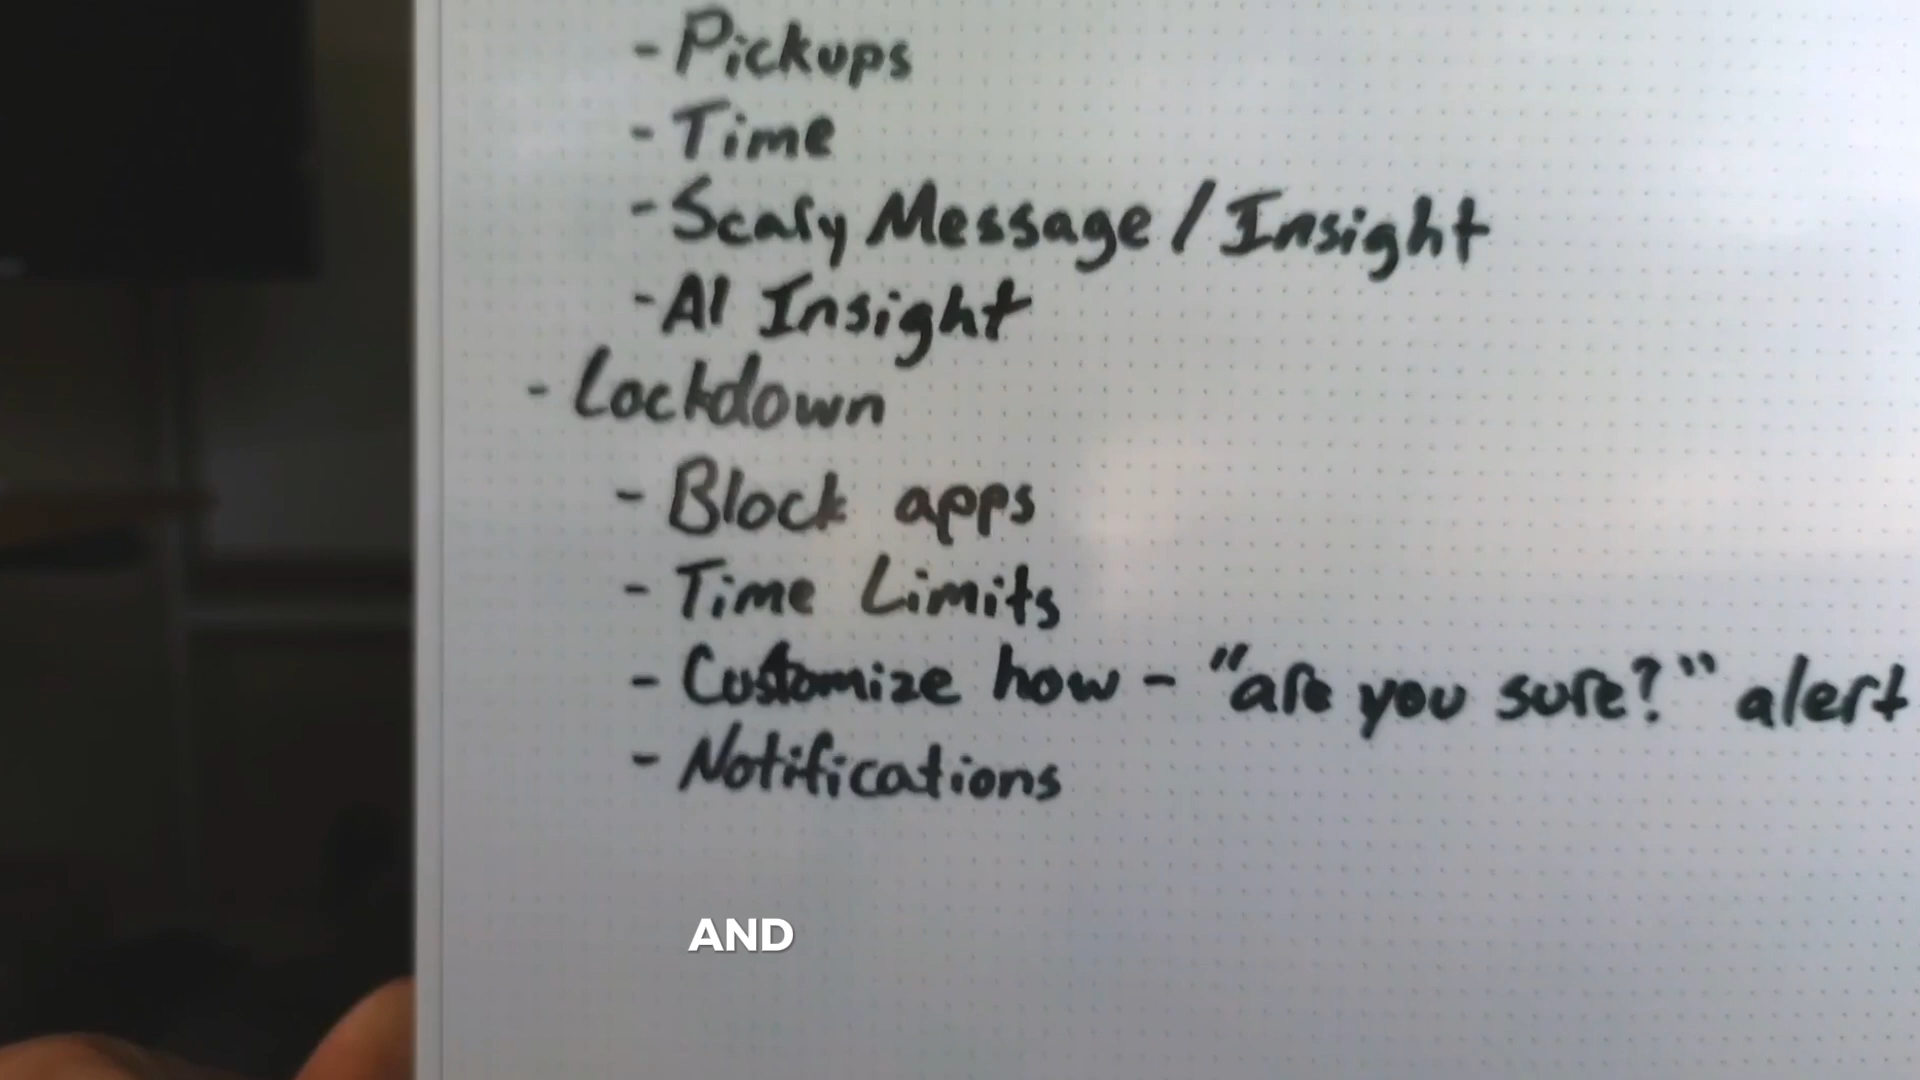 - Pickups
- Time
- Scary Message / Insight
- AI Insight
- Lockdown
- Block apps
- Time Limits
- Customize how - "are you sure?" alert
- Notifications
AND